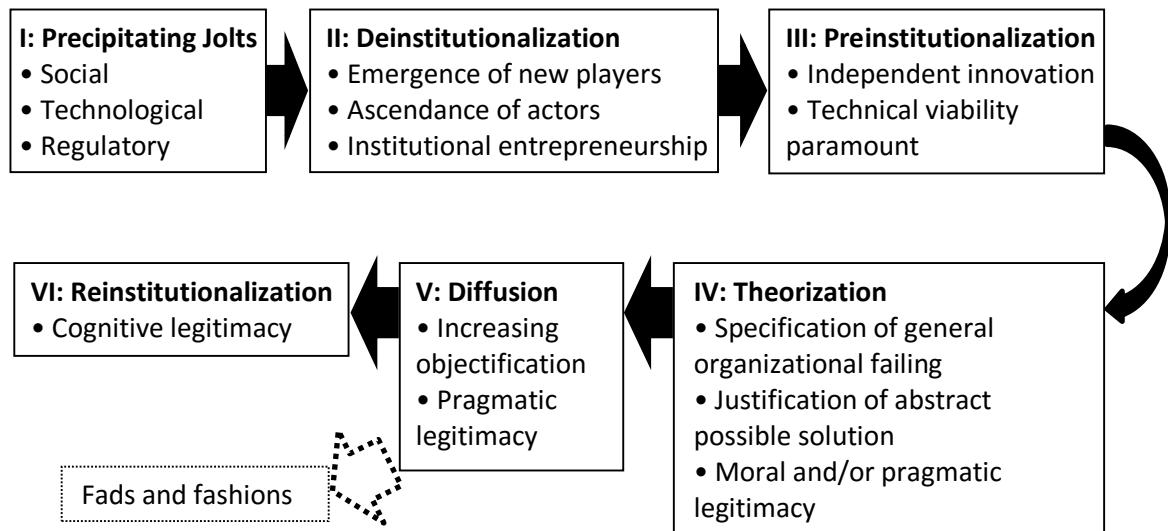 I: Precipitating Jolts
• Social
• Technological
• Regulatory
II: Deinstitutionalization
• Emergence of new players
• Ascendance of actors
• Institutional entrepreneurship
III: Preinstitutionalization
• Independent innovation
• Technical viability
paramount
IV: Theorization
• Specification of general
organizational failing
• Justification of abstract
possible solution
• Moral and/or pragmatic
legitimacy
V: Diffusion
• Increasing
objectification
• Pragmatic
legitimacy
VI: Reinstitutionalization
• Cognitive legitimacy
Fads and fashions